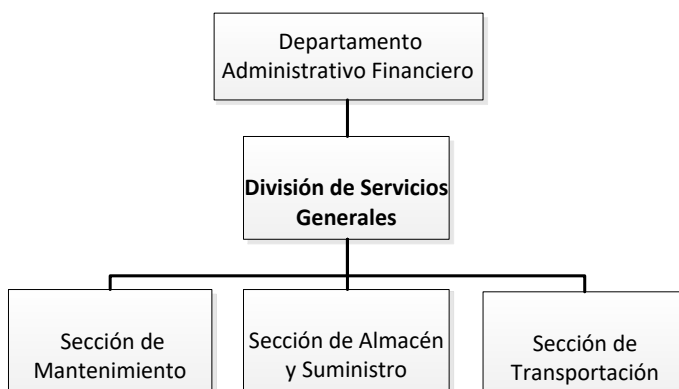 Departamento
Administrativo Financiero
División de Servicios
Generales
Sección de
Mantenimiento
Sección de Almacén
y Suministro
Sección de
Transportación